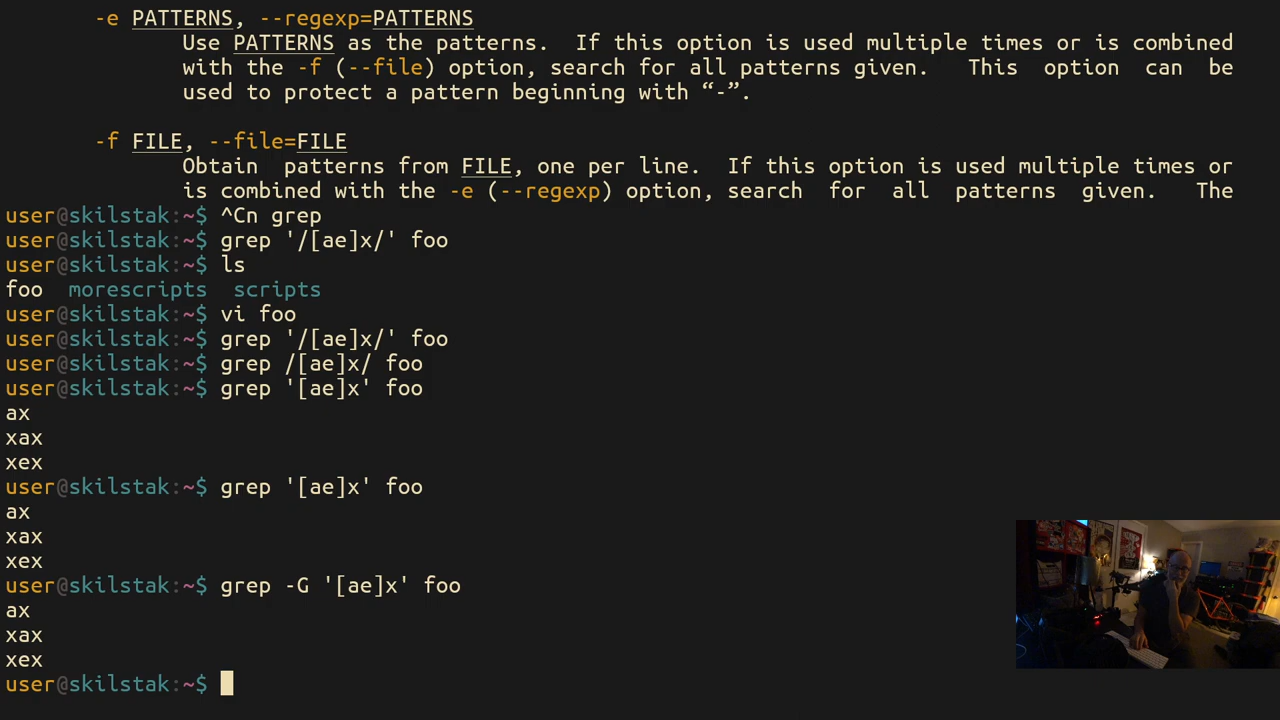 -e PATTERNS, --regexp=PATTERNS
Use PATTERNS as the patterns.  If this option is used multiple times or is combined
with the -f (--file) option, search for all patterns given.  This option can be
used to protect a pattern beginning with “-”.
-f FILE, --file=FILE
Obtain patterns from FILE, one per line.  If this option is used multiple times or
is combined with the -e (--regexp) option, search for all patterns given.  The
user@skilstak:~$ ^Cn grep
user@skilstak:~$ grep '/[ae]x/' foo
user@skilstak:~$ ls
foo  morescripts  scripts
user@skilstak:~$ vi foo
user@skilstak:~$ grep '/[ae]x/' foo
user@skilstak:~$ grep /[ae]x/ foo
user@skilstak:~$ grep '[ae]x' foo
ax
xax
xex
user@skilstak:~$ grep '[ae]x' foo
ax
xax
xex
user@skilstak:~$ grep -G '[ae]x' foo
ax
xax
xex
user@skilstak:~$